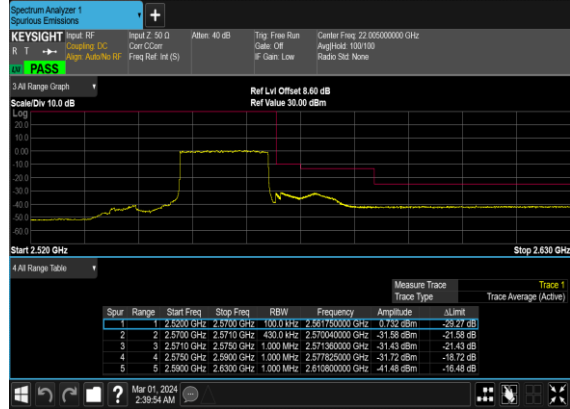 Spectrum Analyzer 1
Spurious Emissions
KEYSIGHT Input: RF Input Z: 50 Ω Atten: 40 dB Trig: Free Run Center Freq: 22.005000000 GHz
R T Coupling: DC Corr CCorr Gate: Off Avg|Hold: 100/100
Align: Auto/No RF Freq Ref: Int (S) IF Gain: Low Radio Std: None
LXI PASS
3 All Range Graph
Ref Lvl Offset 8.60 dB
Scale/Div 10.0 dB Ref Value 30.00 dBm
Log
20.0
10.0
0.00
-10.0
-20.0
-30.0
-40.0
-50.0
-60.0
Start 2.520 GHz Stop 2.630 GHz
4 All Range Table
Measure Trace Trace 1
Trace Type Trace Average (Active)
Spur Range Start Freq Stop Freq RBW Frequency Amplitude ΔLimit
1 1 2.5200 GHz 2.5700 GHz 100.0 kHz 2.561750000 GHz 0.732 dBm -29.27 dB
2 2 2.5700 GHz 2.5710 GHz 430.0 kHz 2.570040000 GHz -31.58 dBm -21.58 dB
3 3 2.5710 GHz 2.5750 GHz 1.000 MHz 2.571360000 GHz -31.43 dBm -21.43 dB
4 4 2.5750 GHz 2.5900 GHz 1.000 MHz 2.577825000 GHz -31.72 dBm -18.72 dB
5 5 2.5900 GHz 2.6300 GHz 1.000 MHz 2.610800000 GHz -41.48 dBm -16.48 dB
Mar 01, 2024
2:39:54 AM